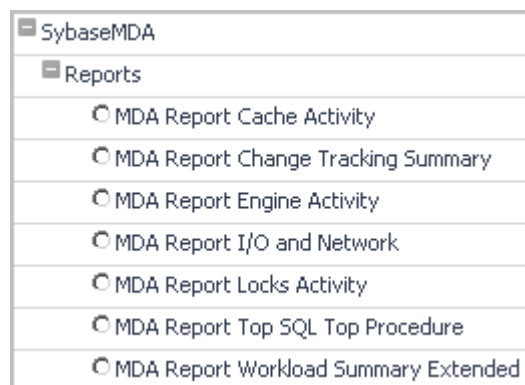 SybaseMDA
Reports
MDA Report Cache Activity
MDA Report Change Tracking Summary
MDA Report Engine Activity
MDA Report I/O and Network
MDA Report Locks Activity
MDA Report Top SQL Top Procedure
MDA Report Workload Summary Extended